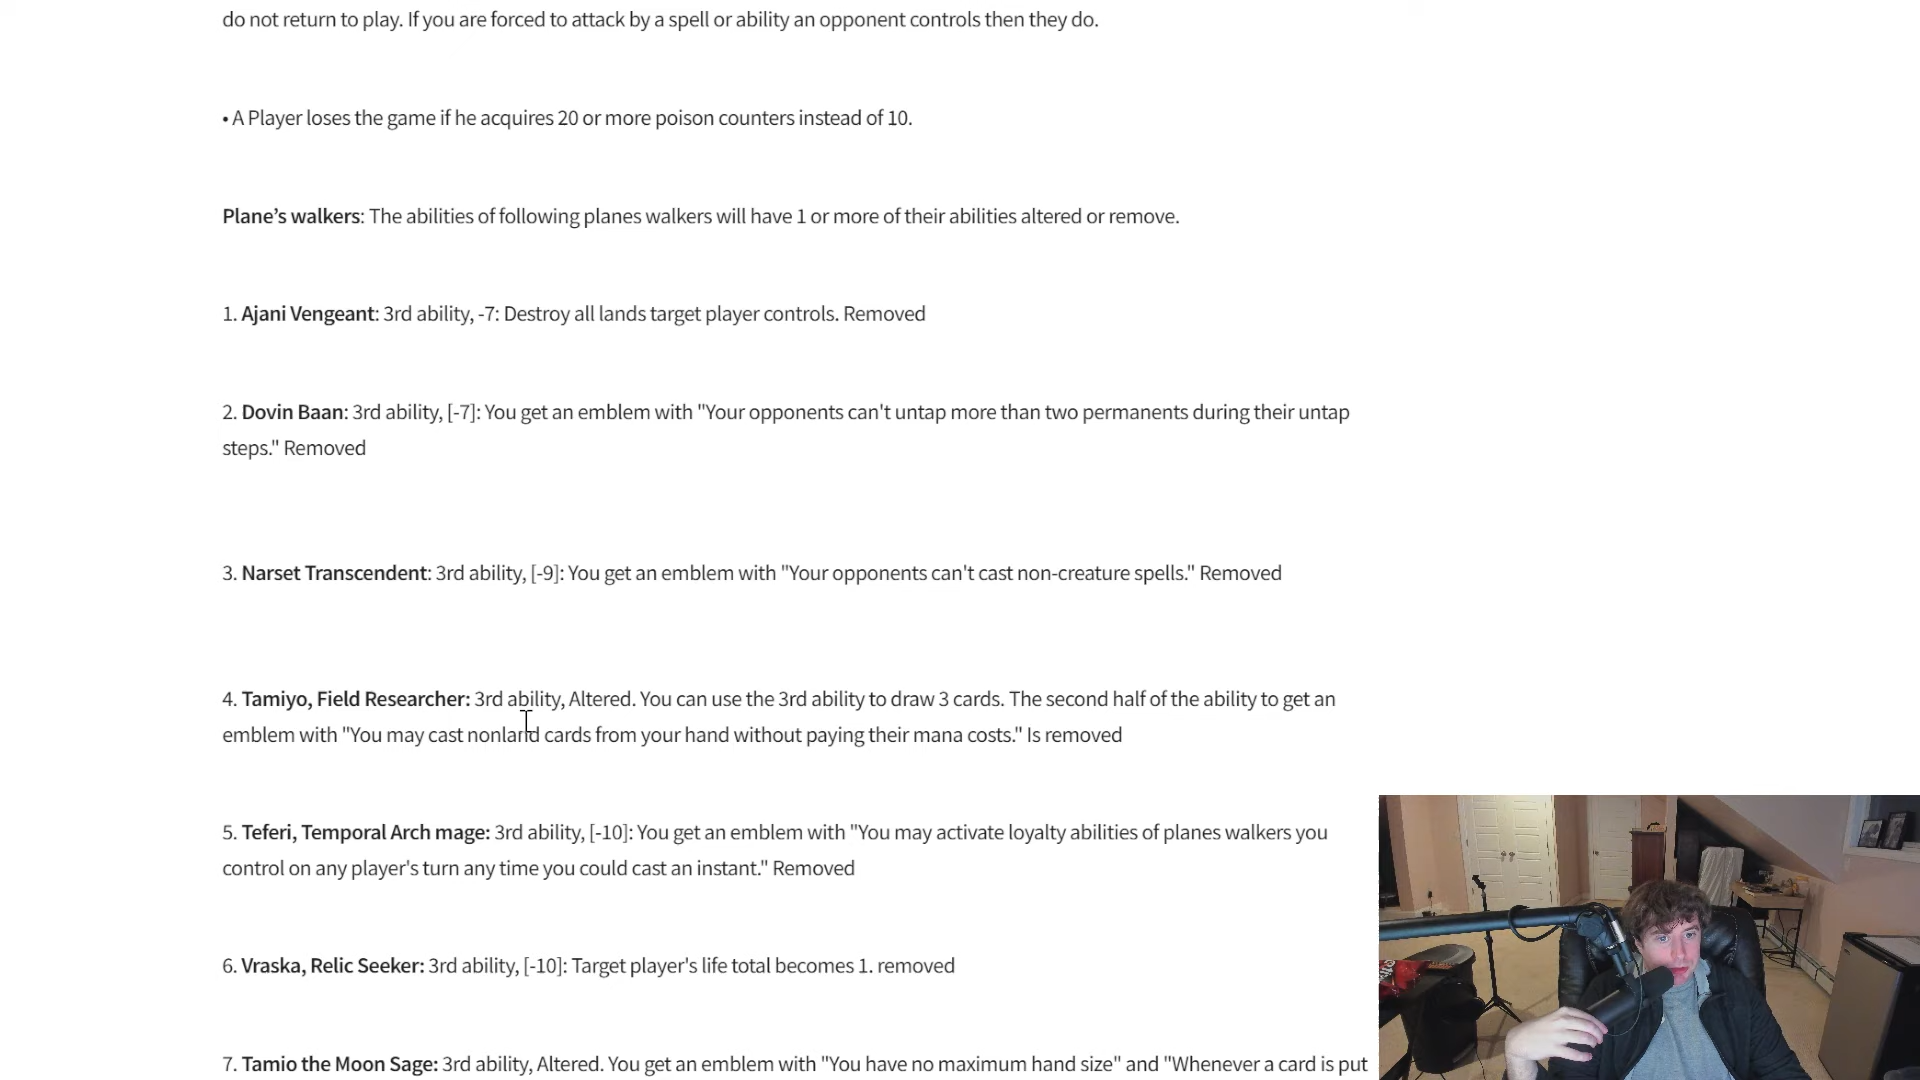 do not return to play. If you are forced to attack by a spell or ability an opponent controls then they do.
• A Player loses the game if he acquires 20 or more poison counters instead of 10.
Plane’s walkers: The abilities of following planes walkers will have 1 or more of their abilities altered or remove.
1. Ajani Vengeant: 3rd ability, -7: Destroy all lands target player controls. Removed
2. Dovin Baan: 3rd ability, [-7]: You get an emblem with "Your opponents can't untap more than two permanents during their untap
steps." Removed
3. Narset Transcendent: 3rd ability, [-9]: You get an emblem with "Your opponents can't cast non-creature spells." Removed
4. Tamiyo, Field Researcher: 3rd ability, Altered. You can use the 3rd ability to draw 3 cards. The second half of the ability to get an
emblem with "You may cast nonland cards from your hand without paying their mana costs." Is removed
5. Teferi, Temporal Arch mage: 3rd ability, [-10]: You get an emblem with "You may activate loyalty abilities of planes walkers you
control on any player's turn any time you could cast an instant." Removed
6. Vraska, Relic Seeker: 3rd ability, [-10]: Target player's life total becomes 1. removed
7. Tamio the Moon Sage: 3rd ability, Altered. You get an emblem with "You have no maximum hand size" and "Whenever a card is put